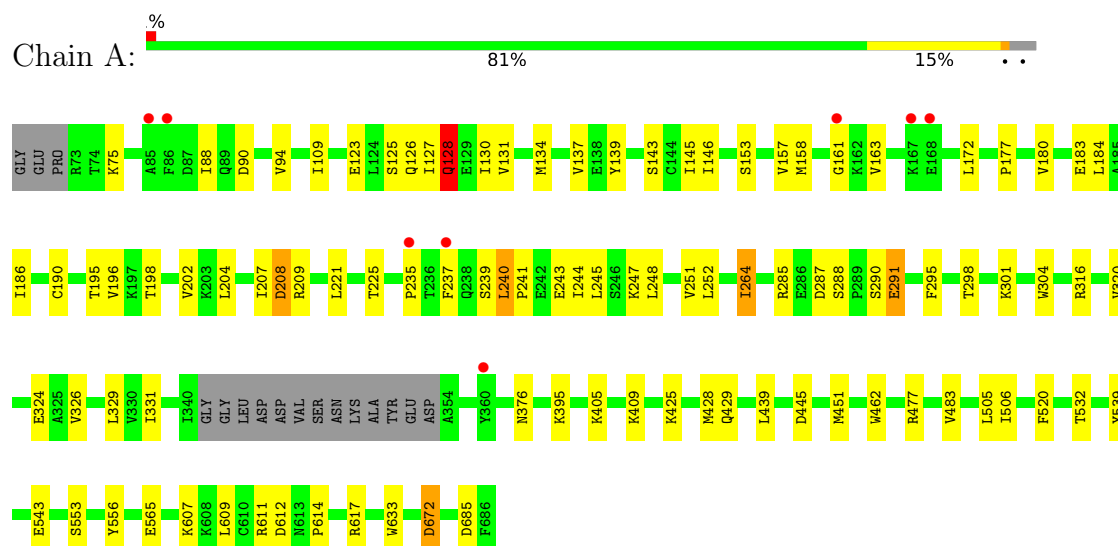 .%
Chain A:
81% 15% • •
GLY GLU PRO R73 T74 K75 A85 F86 D87 I88 Q89 D90 V94 I109 E123 L124 S125 Q126 I127 Q128 E129 I130 V131 M134 V137 E138 Y139 S143 C144 I145 I146 S153 V157 M158 G161 K162 V163 K167 E168 L172 P177 V180 E183 L184 A185
I186 C190 T195 V196 K197 T198 V202 K203 L204 I207 D208 R209 L221 T225 P235 T236 F237 Q238 S239 L240 P241 E242 E243 I244 L245 S246 K247 L248 V251 L252 I264 R285 E286 D287 S288 P289 S290 E291 F295 T298 K301 W304 R316
E324 A325 V326 L329 V330 I331 I340 GLY GLY LEU ASP ASP VAL SER ASN LYS ALA TYR GLU ASP A354 Y360 N376 K395 K405 K409 K425 M428 Q429 L439 D445 M451 W462 R477 V483 L505 I506 F520 T532
E543 S553 Y556 E565 K607 K608 L609 C610 R611 D612 N613 P614 R617 W633 D672 D685 F686